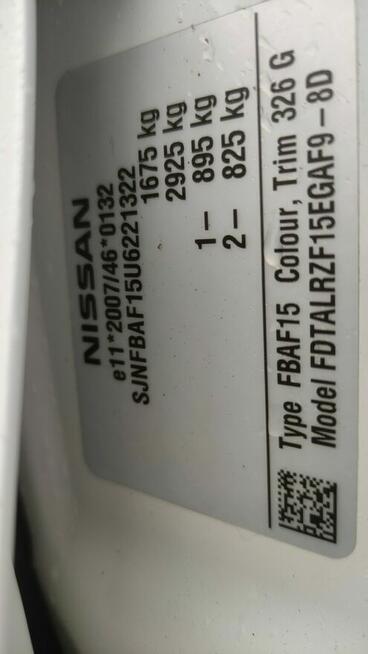 NISSAN
e11*2007/46*0132
SJNFBAF15U6221322
1675 kg
2925 kg
1– 895 kg
2– 825 kg
Type FBAF15 Colour, Trim 326 G
Model FDTALRZF15EGAF9–8D